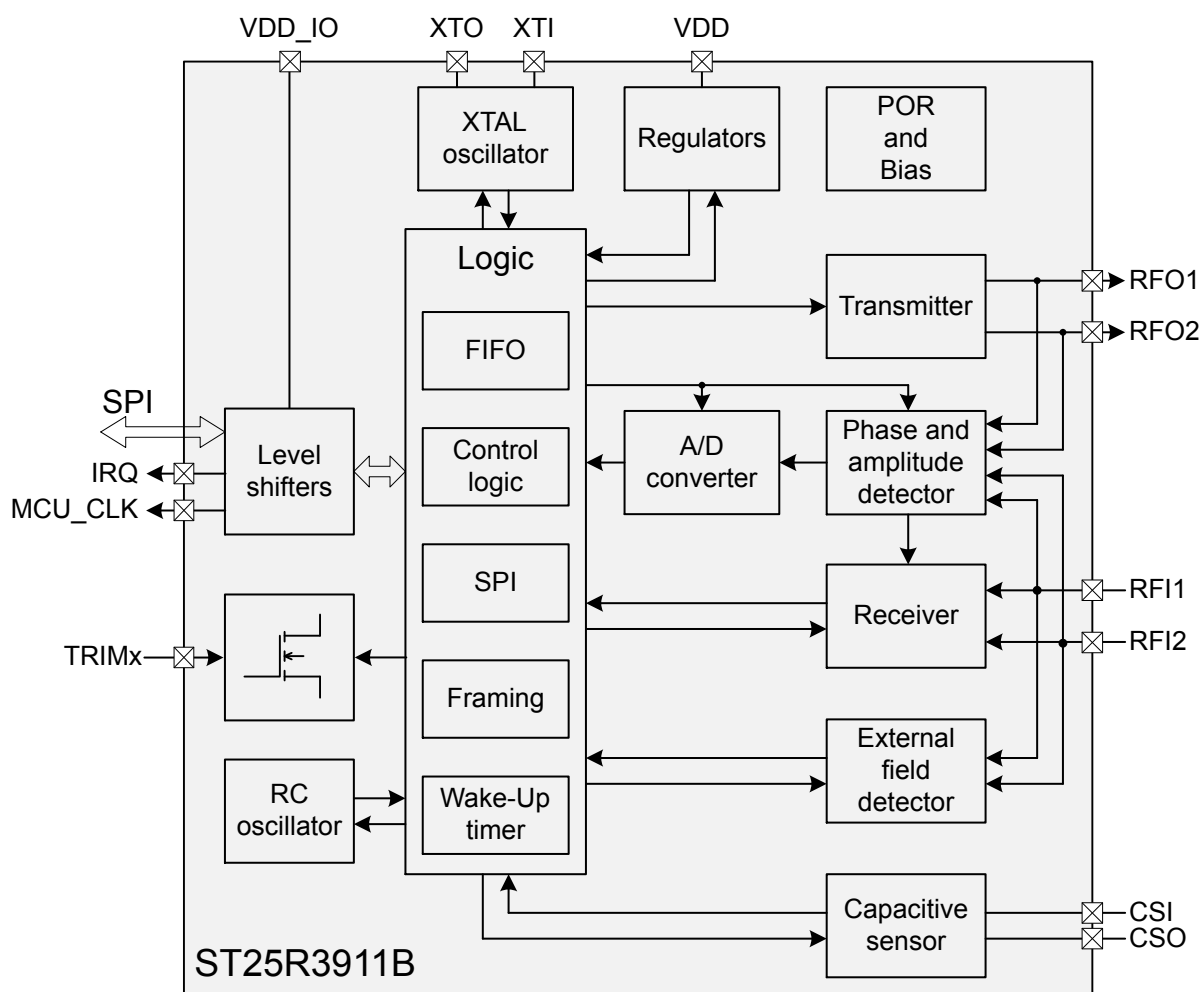 VDD_IO
XTO
XTI
VDD
XTAL
oscillator
Regulators
POR
and
Bias
Logic
Transmitter
RFO1
RFO2
FIFO
SPI
Level
shifters
IRQ
MCU_CLK
Control
logic
A/D
converter
Phase and
amplitude
detector
SPI
Receiver
RFI1
RFI2
TRIMx
Framing
External
field
detector
RC
oscillator
Wake-Up
timer
Capacitive
sensor
CSI
CSO
ST25R3911B